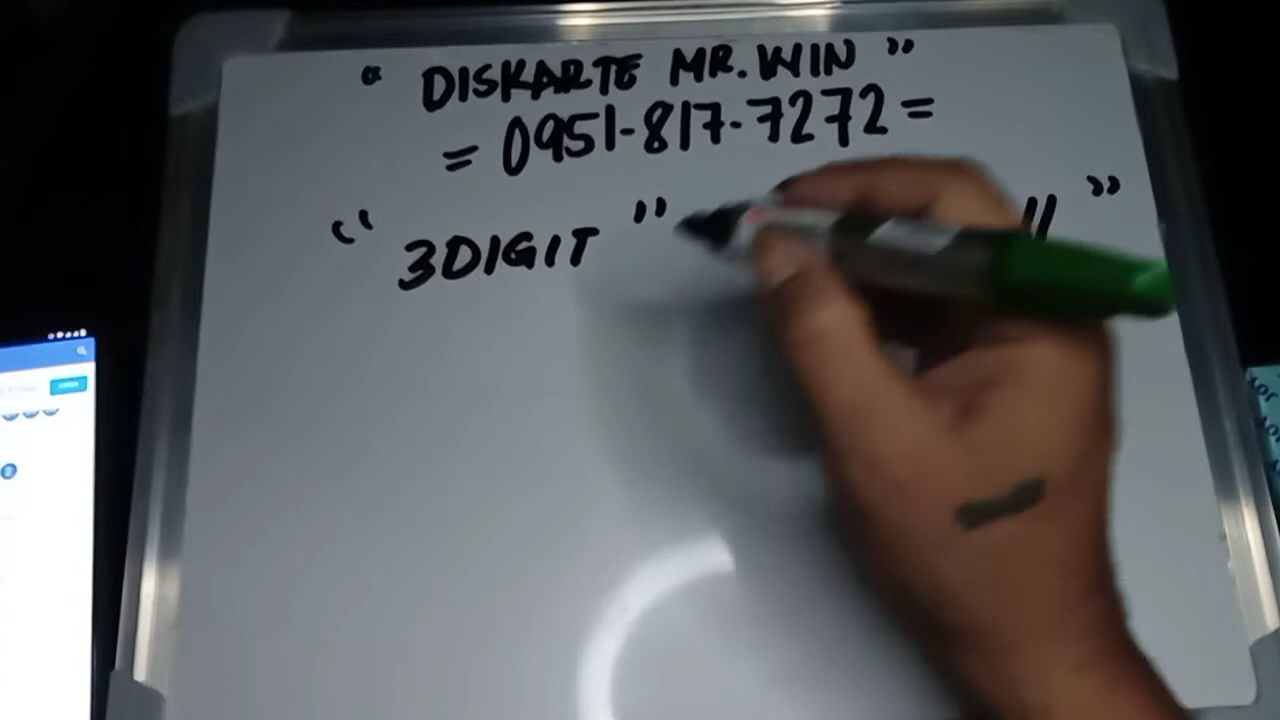 " DISKARTE MR. WIN "
= 0951-817-7272 =
" 3DIGIT " "